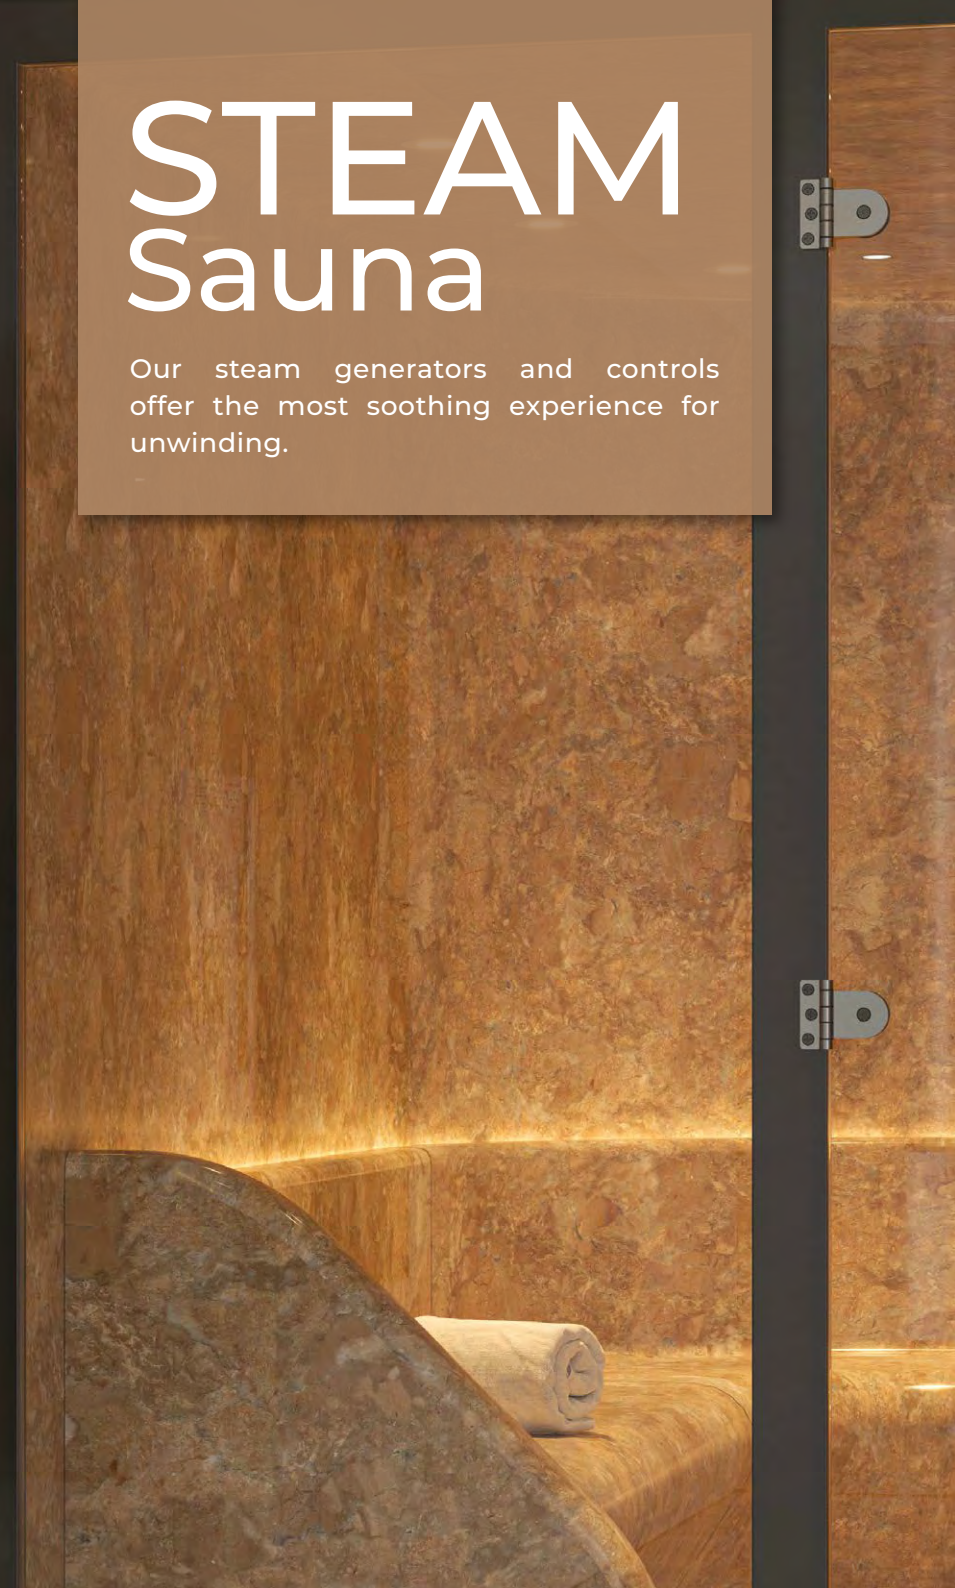 STEAM
Sauna
Our steam generators and controls
offer the most soothing experience for
unwinding.